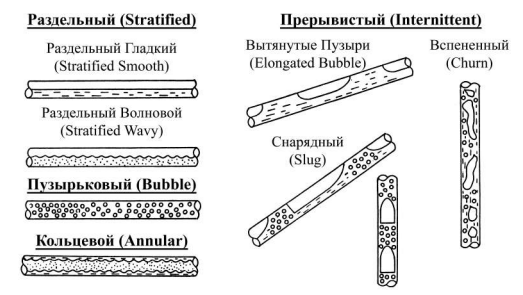 Раздельный (Stratified)
Раздельный Гладкий
(Stratified Smooth)
Раздельный Волновой
(Stratified Wavy)
Пузырьковый (Bubble)
Кольцевой (Annular)
Прерывистый (Internittent)
Вытянутые Пузыри
(Elongated Bubble)
Вспененный
(Churn)
Снарядный
(Slug)